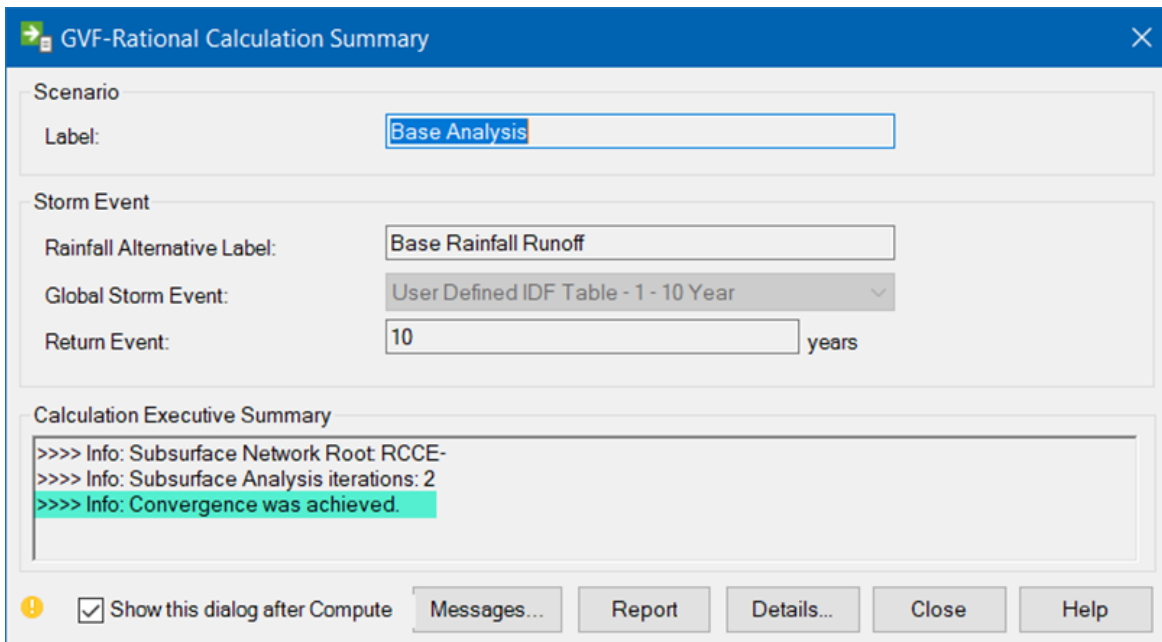 GVF-Rational Calculation Summary
Scenario
Label: Base Analysis
Storm Event
Rainfall Alternative Label: Base Rainfall Runoff
Global Storm Event: User Defined IDF Table - 1 - 10 Year
Return Event: 10 years
Calculation Executive Summary
>>>> Info: Subsurface Network Root: RCCE-
>>>> Info: Subsurface Analysis iterations: 2
>>>> Info: Convergence was achieved.
Show this dialog after Compute Messages... Report Details... Close Help